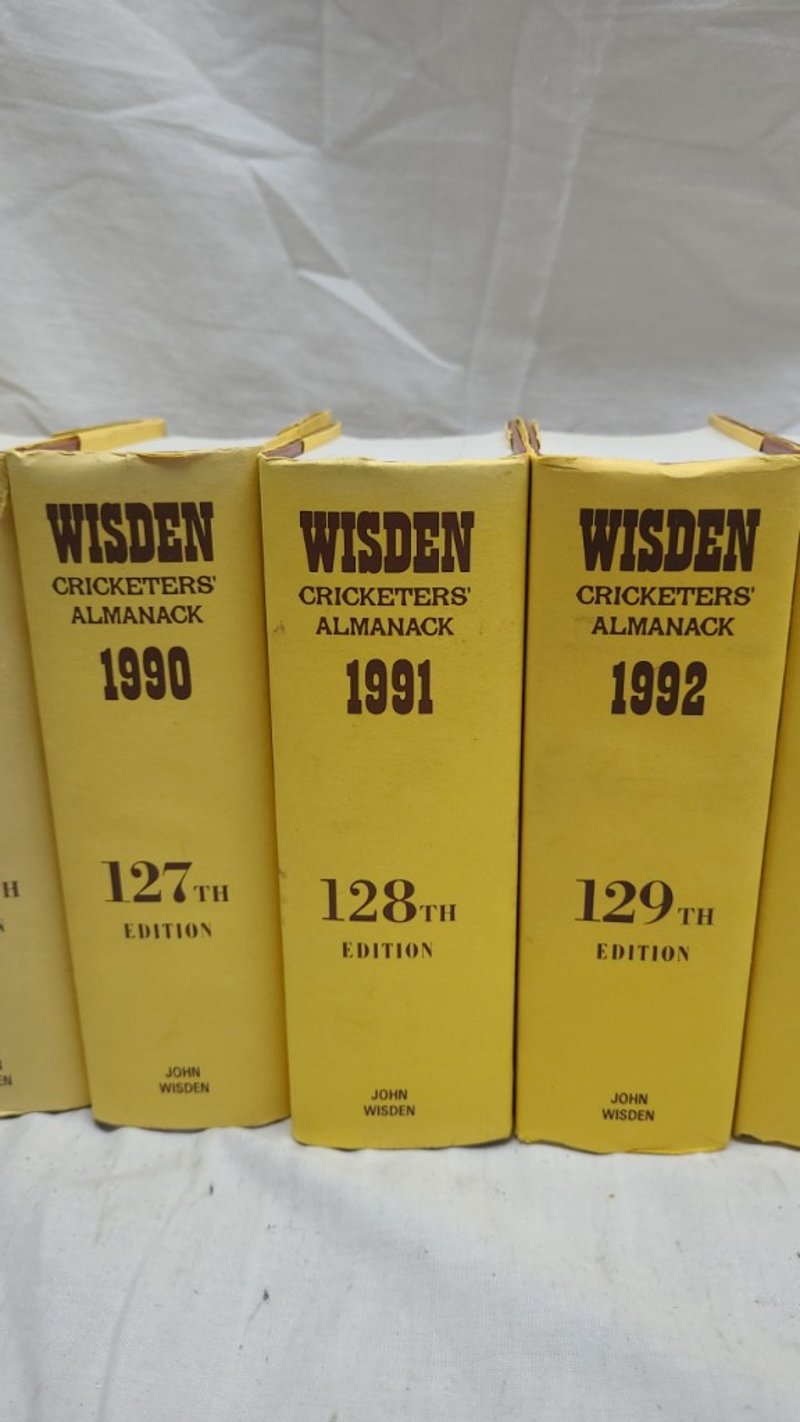 WISDEN
CRICKETERS'
ALMANACK
1990
127TH
EDITION
JOHN
WISDEN
WISDEN
CRICKETERS'
ALMANACK
1991
128TH
EDITION
JOHN
WISDEN
WISDEN
CRICKETERS'
ALMANACK
1992
129TH
EDITION
JOHN
WISDEN